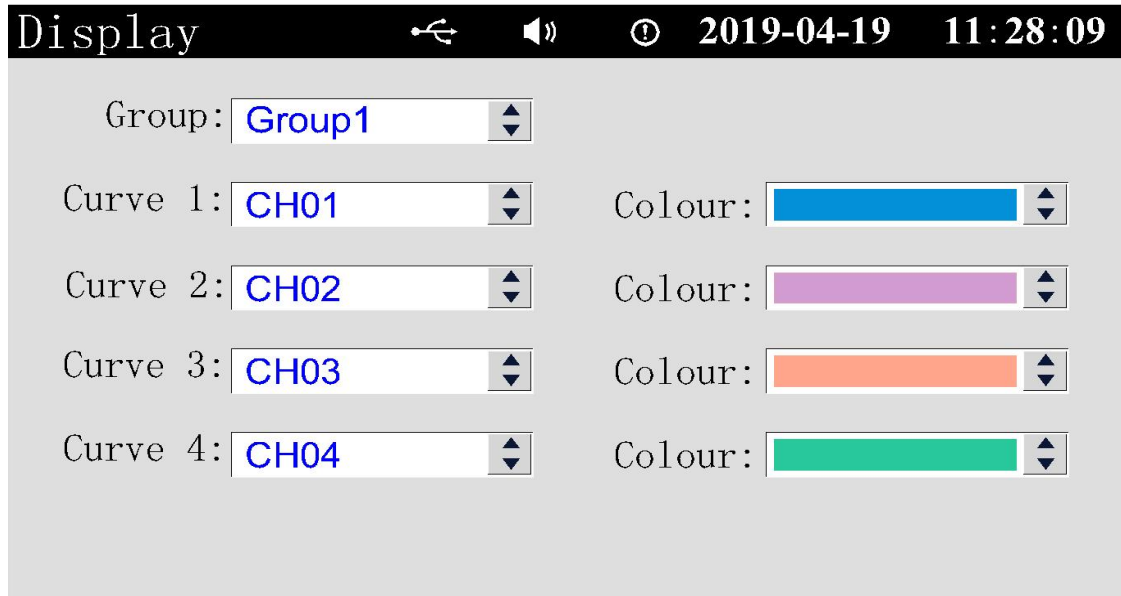 Display 2019-04-19 11:28:09
Group: Group1
Curve 1: CH01 Colour:
Curve 2: CH02 Colour:
Curve 3: CH03 Colour:
Curve 4: CH04 Colour: